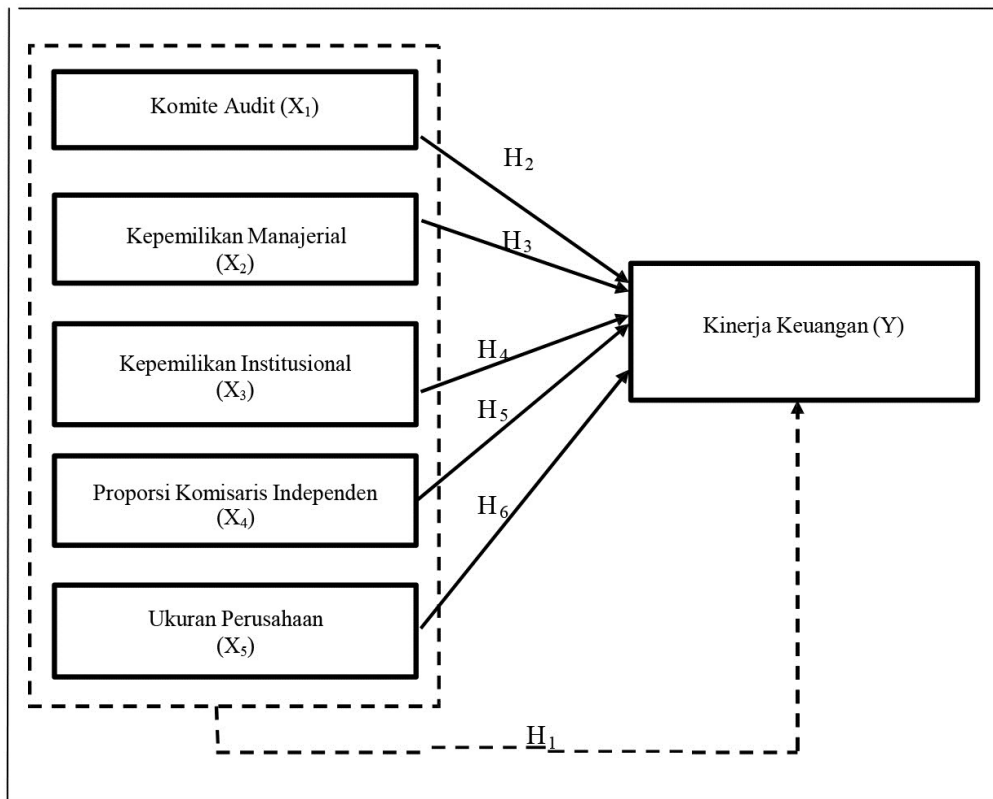 Komite Audit (X₁)
H₂
Kepemilikan Manajerial
(X₂)
H₃
Kinerja Keuangan (Y)
Kepemilikan Institusional
(X₃)
H₄
H₅
Proporsi Komisaris Independen
(X₄)
H₆
Ukuran Perusahaan
(X₅)
H₁